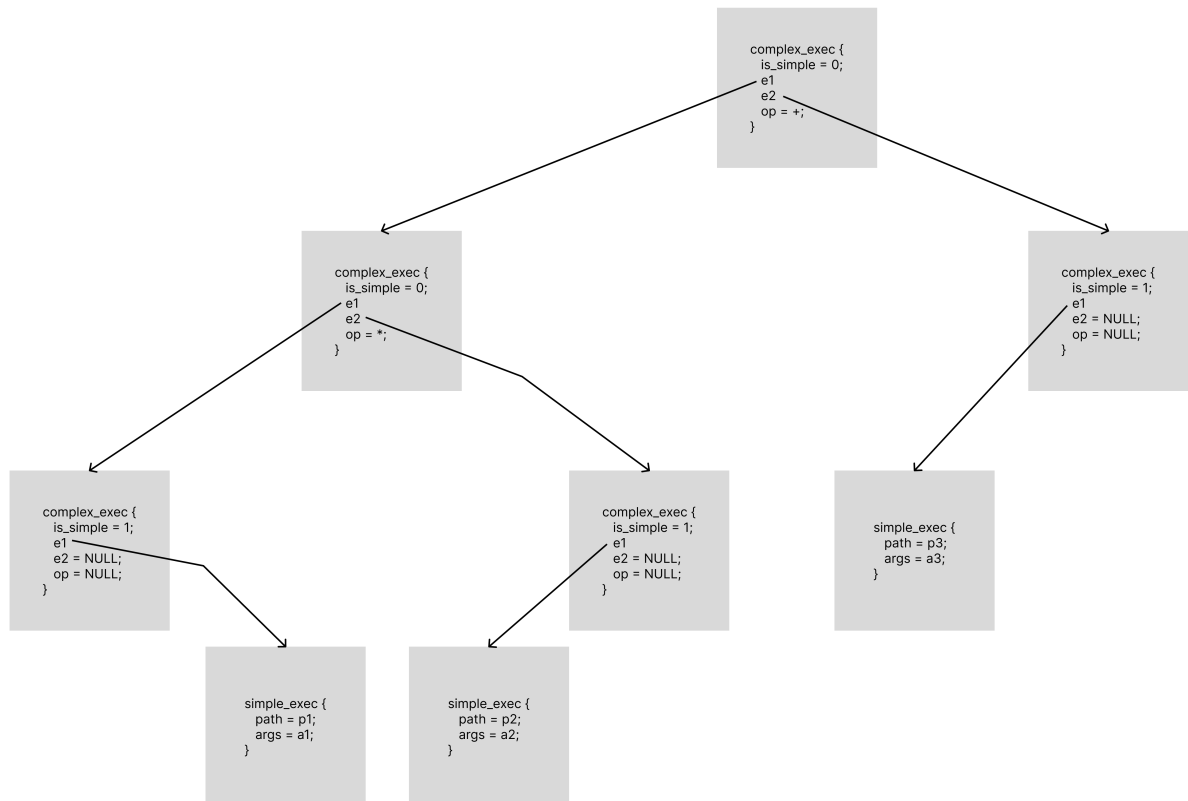 complex_exec {
is_simple = 0;
e1
e2
op = +;
}
complex_exec {
is_simple = 0;
e1
e2
op = *;
}
complex_exec {
is_simple = 1;
e1
e2 = NULL;
op = NULL;
}
complex_exec {
is_simple = 1;
e1
e2 = NULL;
op = NULL;
}
complex_exec {
is_simple = 1;
e1
e2 = NULL;
op = NULL;
}
simple_exec {
path = p3;
args = a3;
}
simple_exec {
path = p1;
args = a1;
}
simple_exec {
path = p2;
args = a2;
}